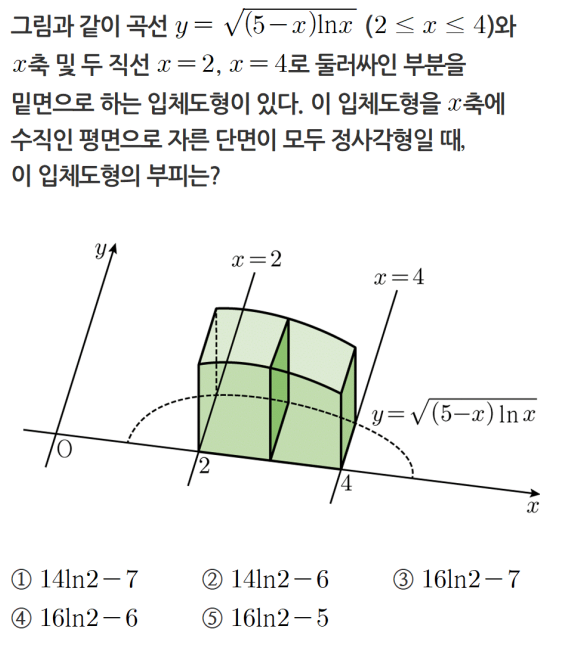 그림과 같이 곡선 y = √((5−x)lnx) (2 ≤ x ≤ 4)와
x축 및 두 직선 x = 2, x = 4로 둘러싸인 부분을
밑면으로 하는 입체도형이 있다. 이 입체도형을 x축에
수직인 평면으로 자른 단면이 모두 정사각형일 때,
이 입체도형의 부피는?
y
x=2
x=4
y=√((5−x) ln x)
O
2
4
x
① 14ln2−7 ② 14ln2−6 ③ 16ln2−7
④ 16ln2−6 ⑤ 16ln2−5